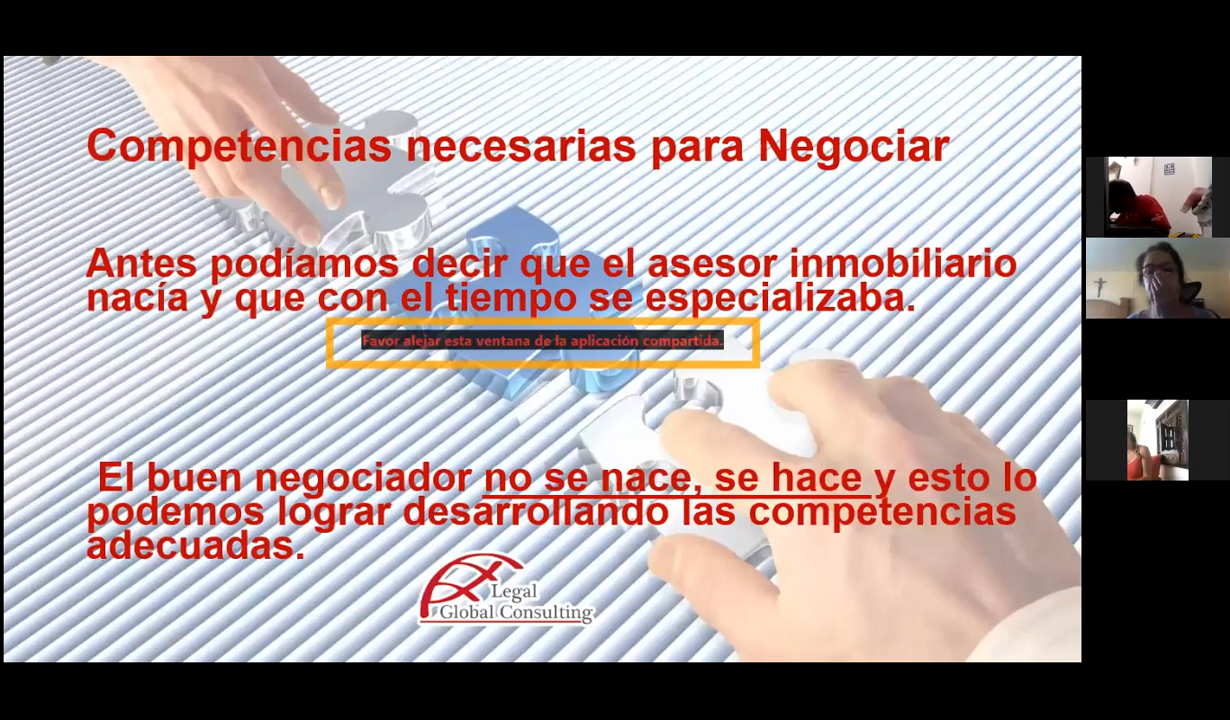 Competencias necesarias para Negociar
Antes podíamos decir que el asesor inmobiliario
nacía y que con el tiempo se especializaba.
Favor alejar esta ventana de la aplicación compartida.
El buen negociador no se nace, se hace y esto lo
podemos lograr desarrollando las competencias
adecuadas.
Legal
Global Consulting